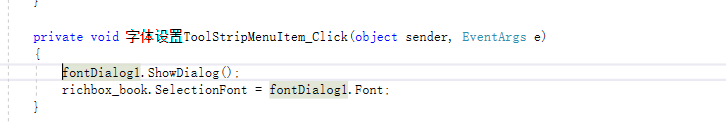 }
private void 字体设置ToolStripMenuItem_Click(object sender, EventArgs e)
{
fontDialog1.ShowDialog();
richbox_book.SelectionFont = fontDialog1.Font;
}